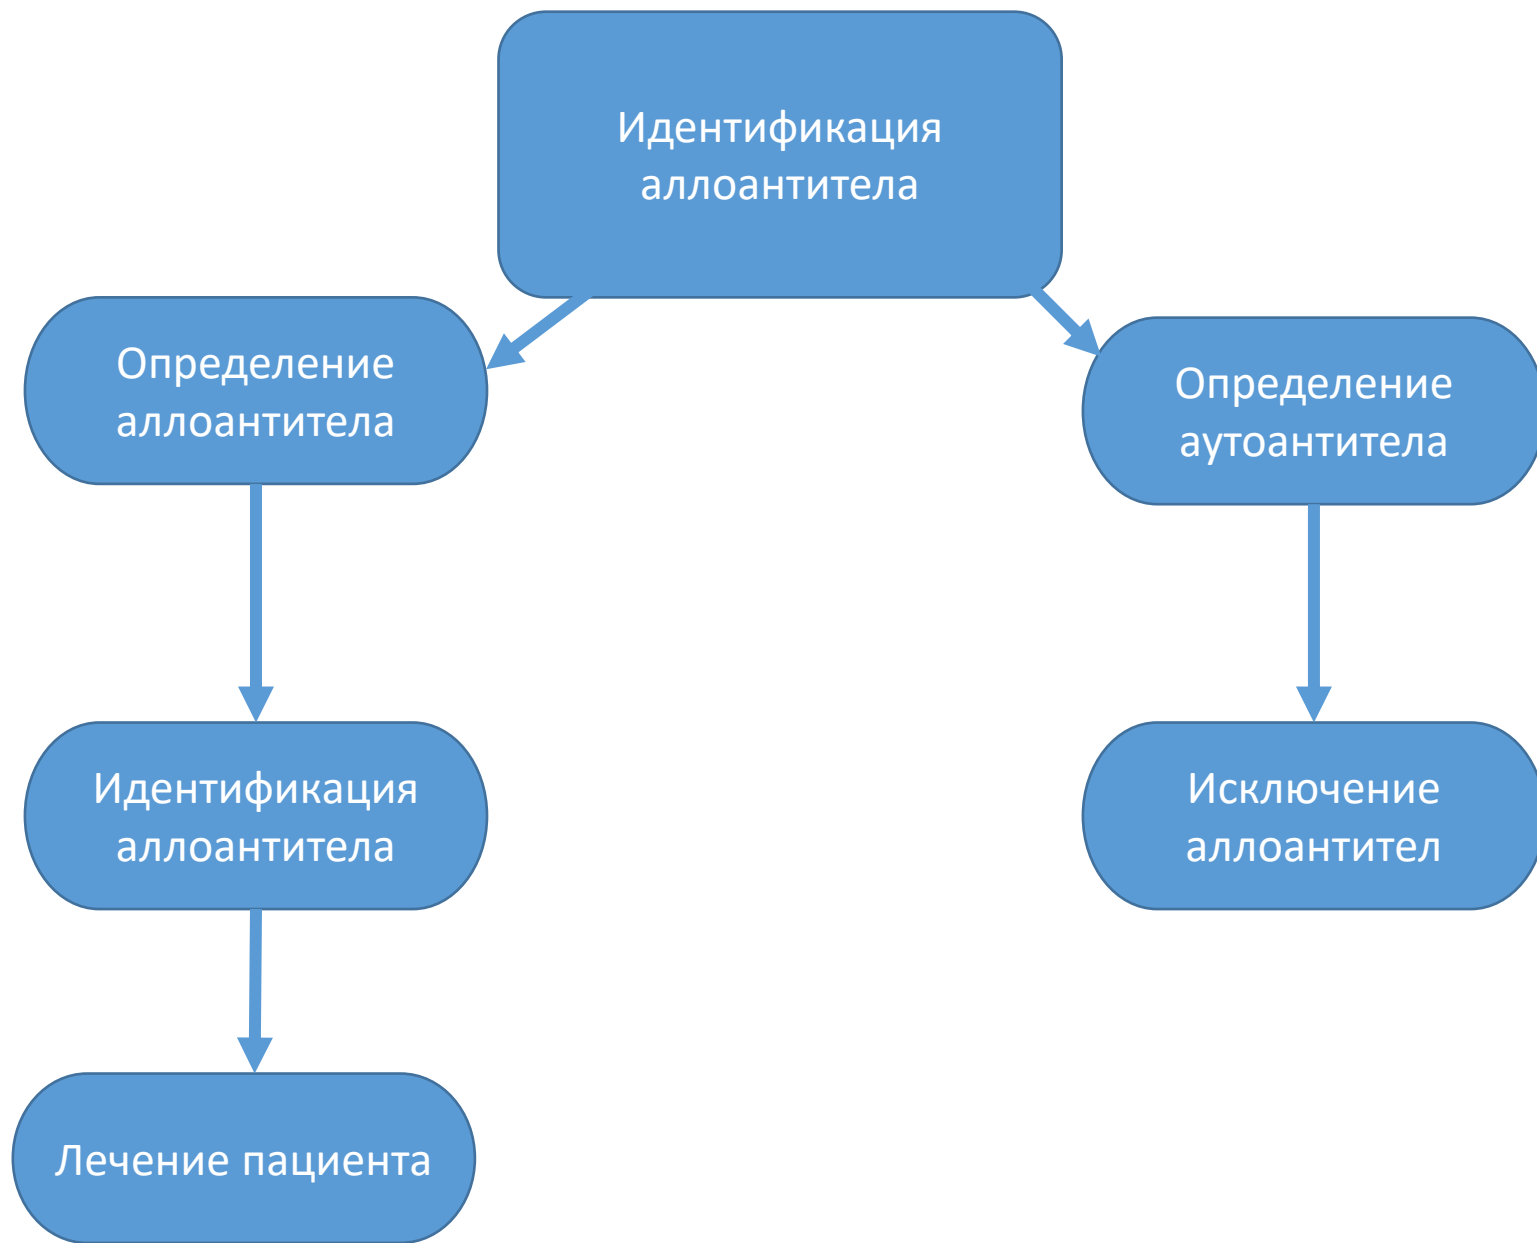 Идентификация
аллоантитела
Определение
аллоантитела
Определение
аутоантитела
Идентификация
аллоантитела
Исключение
аллоантител
Лечение пациента